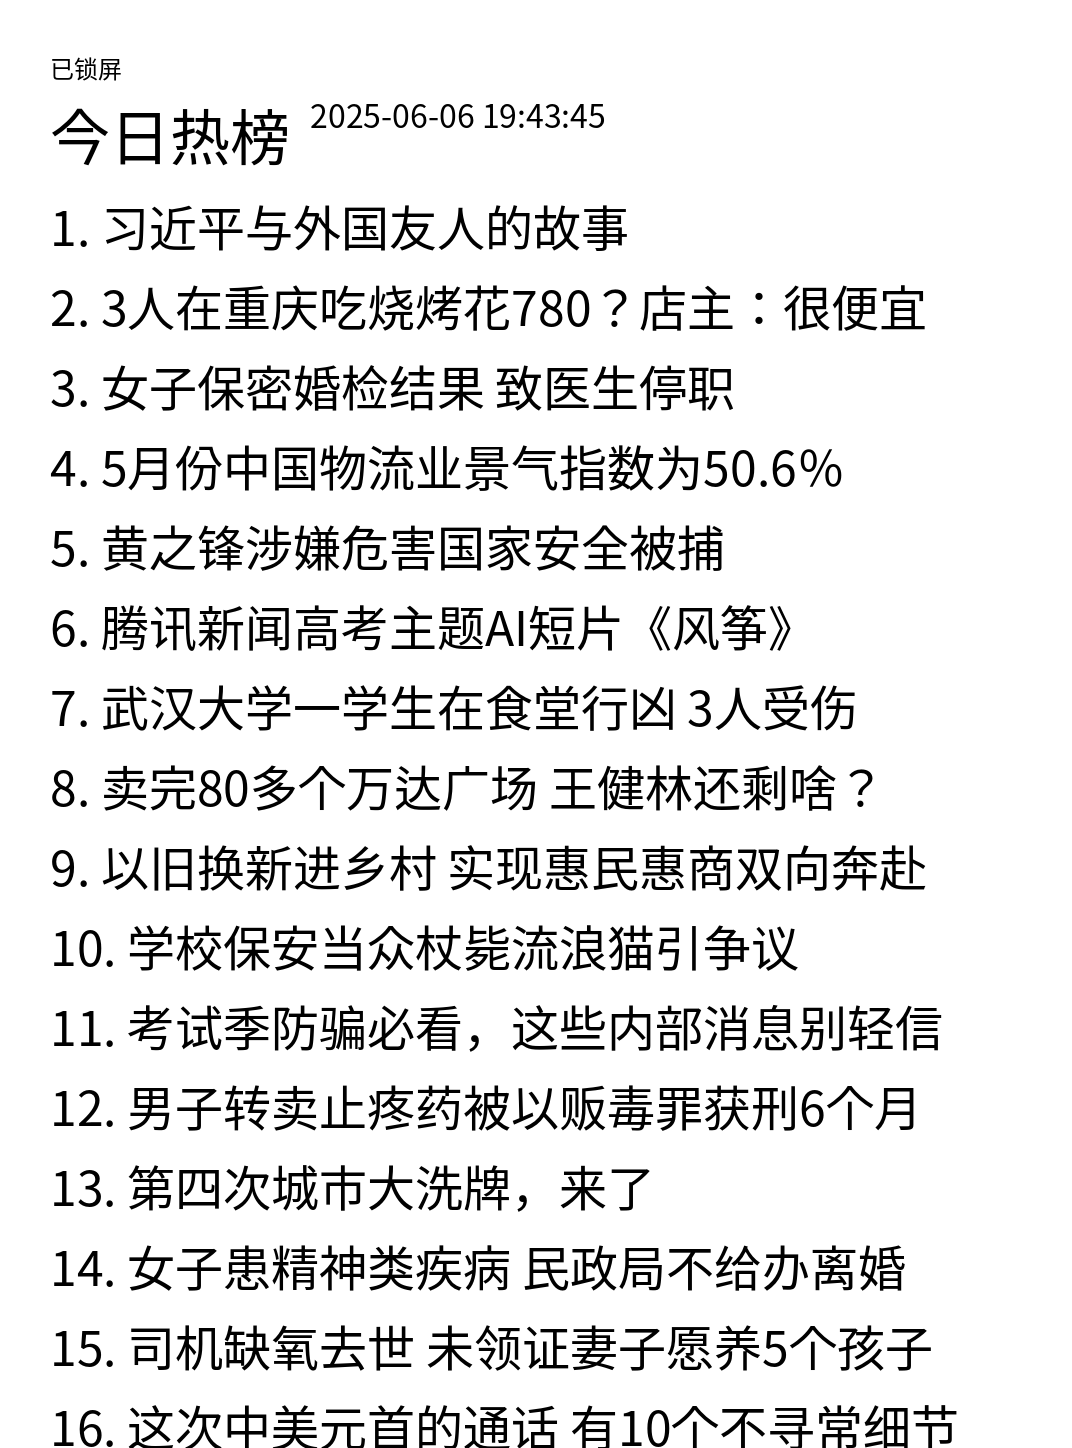 已锁屏
今日热榜 2025-06-06 19:43:45
1. 习近平与外国友人的故事
2. 3人在重庆吃烧烤花780？店主：很便宜
3. 女子保密婚检结果 致医生停职
4. 5月份中国物流业景气指数为50.6%
5. 黄之锋涉嫌危害国家安全被捕
6. 腾讯新闻高考主题AI短片《风筝》
7. 武汉大学一学生在食堂行凶 3人受伤
8. 卖完80多个万达广场 王健林还剩啥？
9. 以旧换新进乡村 实现惠民惠商双向奔赴
10. 学校保安当众杖毙流浪猫引争议
11. 考试季防骗必看，这些内部消息别轻信
12. 男子转卖止疼药被以贩毒罪获刑6个月
13. 第四次城市大洗牌，来了
14. 女子患精神类疾病 民政局不给办离婚
15. 司机缺氧去世 未领证妻子愿养5个孩子
16. 这次中美元首的通话 有10个不寻常细节